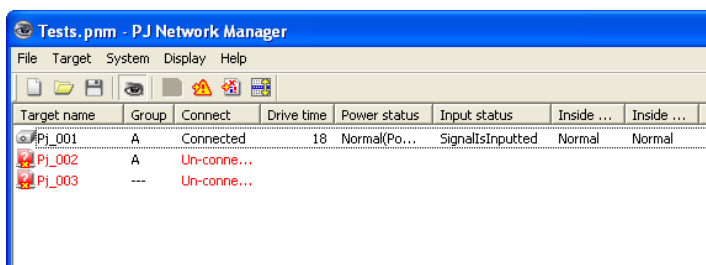 Tests.pnm - PJ Network Manager
File Target System Display Help
Target name Group Connect Drive time Power status Input status Inside ... Inside ...
Pj_001 A Connected 18 Normal(Po... SignalIsInputted Normal Normal
Pj_002 A Un-conne...
Pj_003 --- Un-conne...